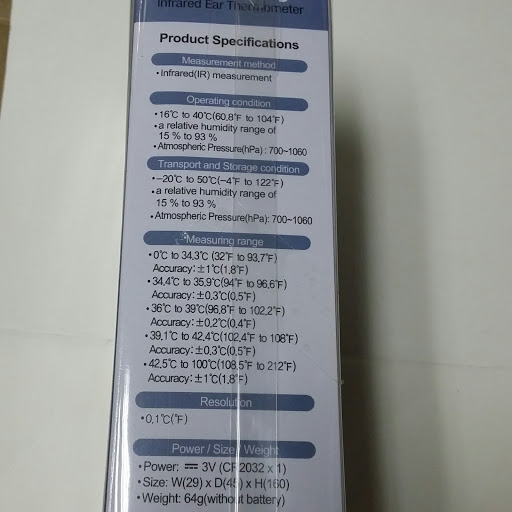 Infrared Ear Thermometer
Product Specifications
Measurement method
•Infrared(IR) measurement
Operating condition
•16℃ to 40℃(60.8℉ to 104℉)
•a relative humidity range of
15 % to 93 %
•Atmospheric Pressure(hPa) : 700~1060
Transport and Storage condition
•-20℃ to 50℃(-4℉ to 122℉)
•a relative humidity range of
15 % to 93 %
•Atmospheric Pressure(hPa): 700~1060
Measuring range
•0℃ to 34.3℃ (32℉ to 93.7℉)
Accuracy:±1℃(1.8℉)
•34.4℃ to 35.9℃(94℉ to 96.6℉)
Accuracy:±0.3℃(0.5℉)
•36℃ to 39℃(96.8℉ to 102.2℉)
Accuracy:±0.2℃(0.4℉)
•39.1℃ to 42.4℃(102.4℉ to 108℉)
Accuracy:±0.3℃(0.5℉)
•42.5℃ to 100℃(108.5℉ to 212℉)
Accuracy:±1℃(1.8℉)
Resolution
•0.1℃(℉)
Power / Size / Weight
•Power: ⎓ 3V (CR2032 x 1)
•Size: W(29) x D(45) x H(160)
•Weight: 64g(without battery)